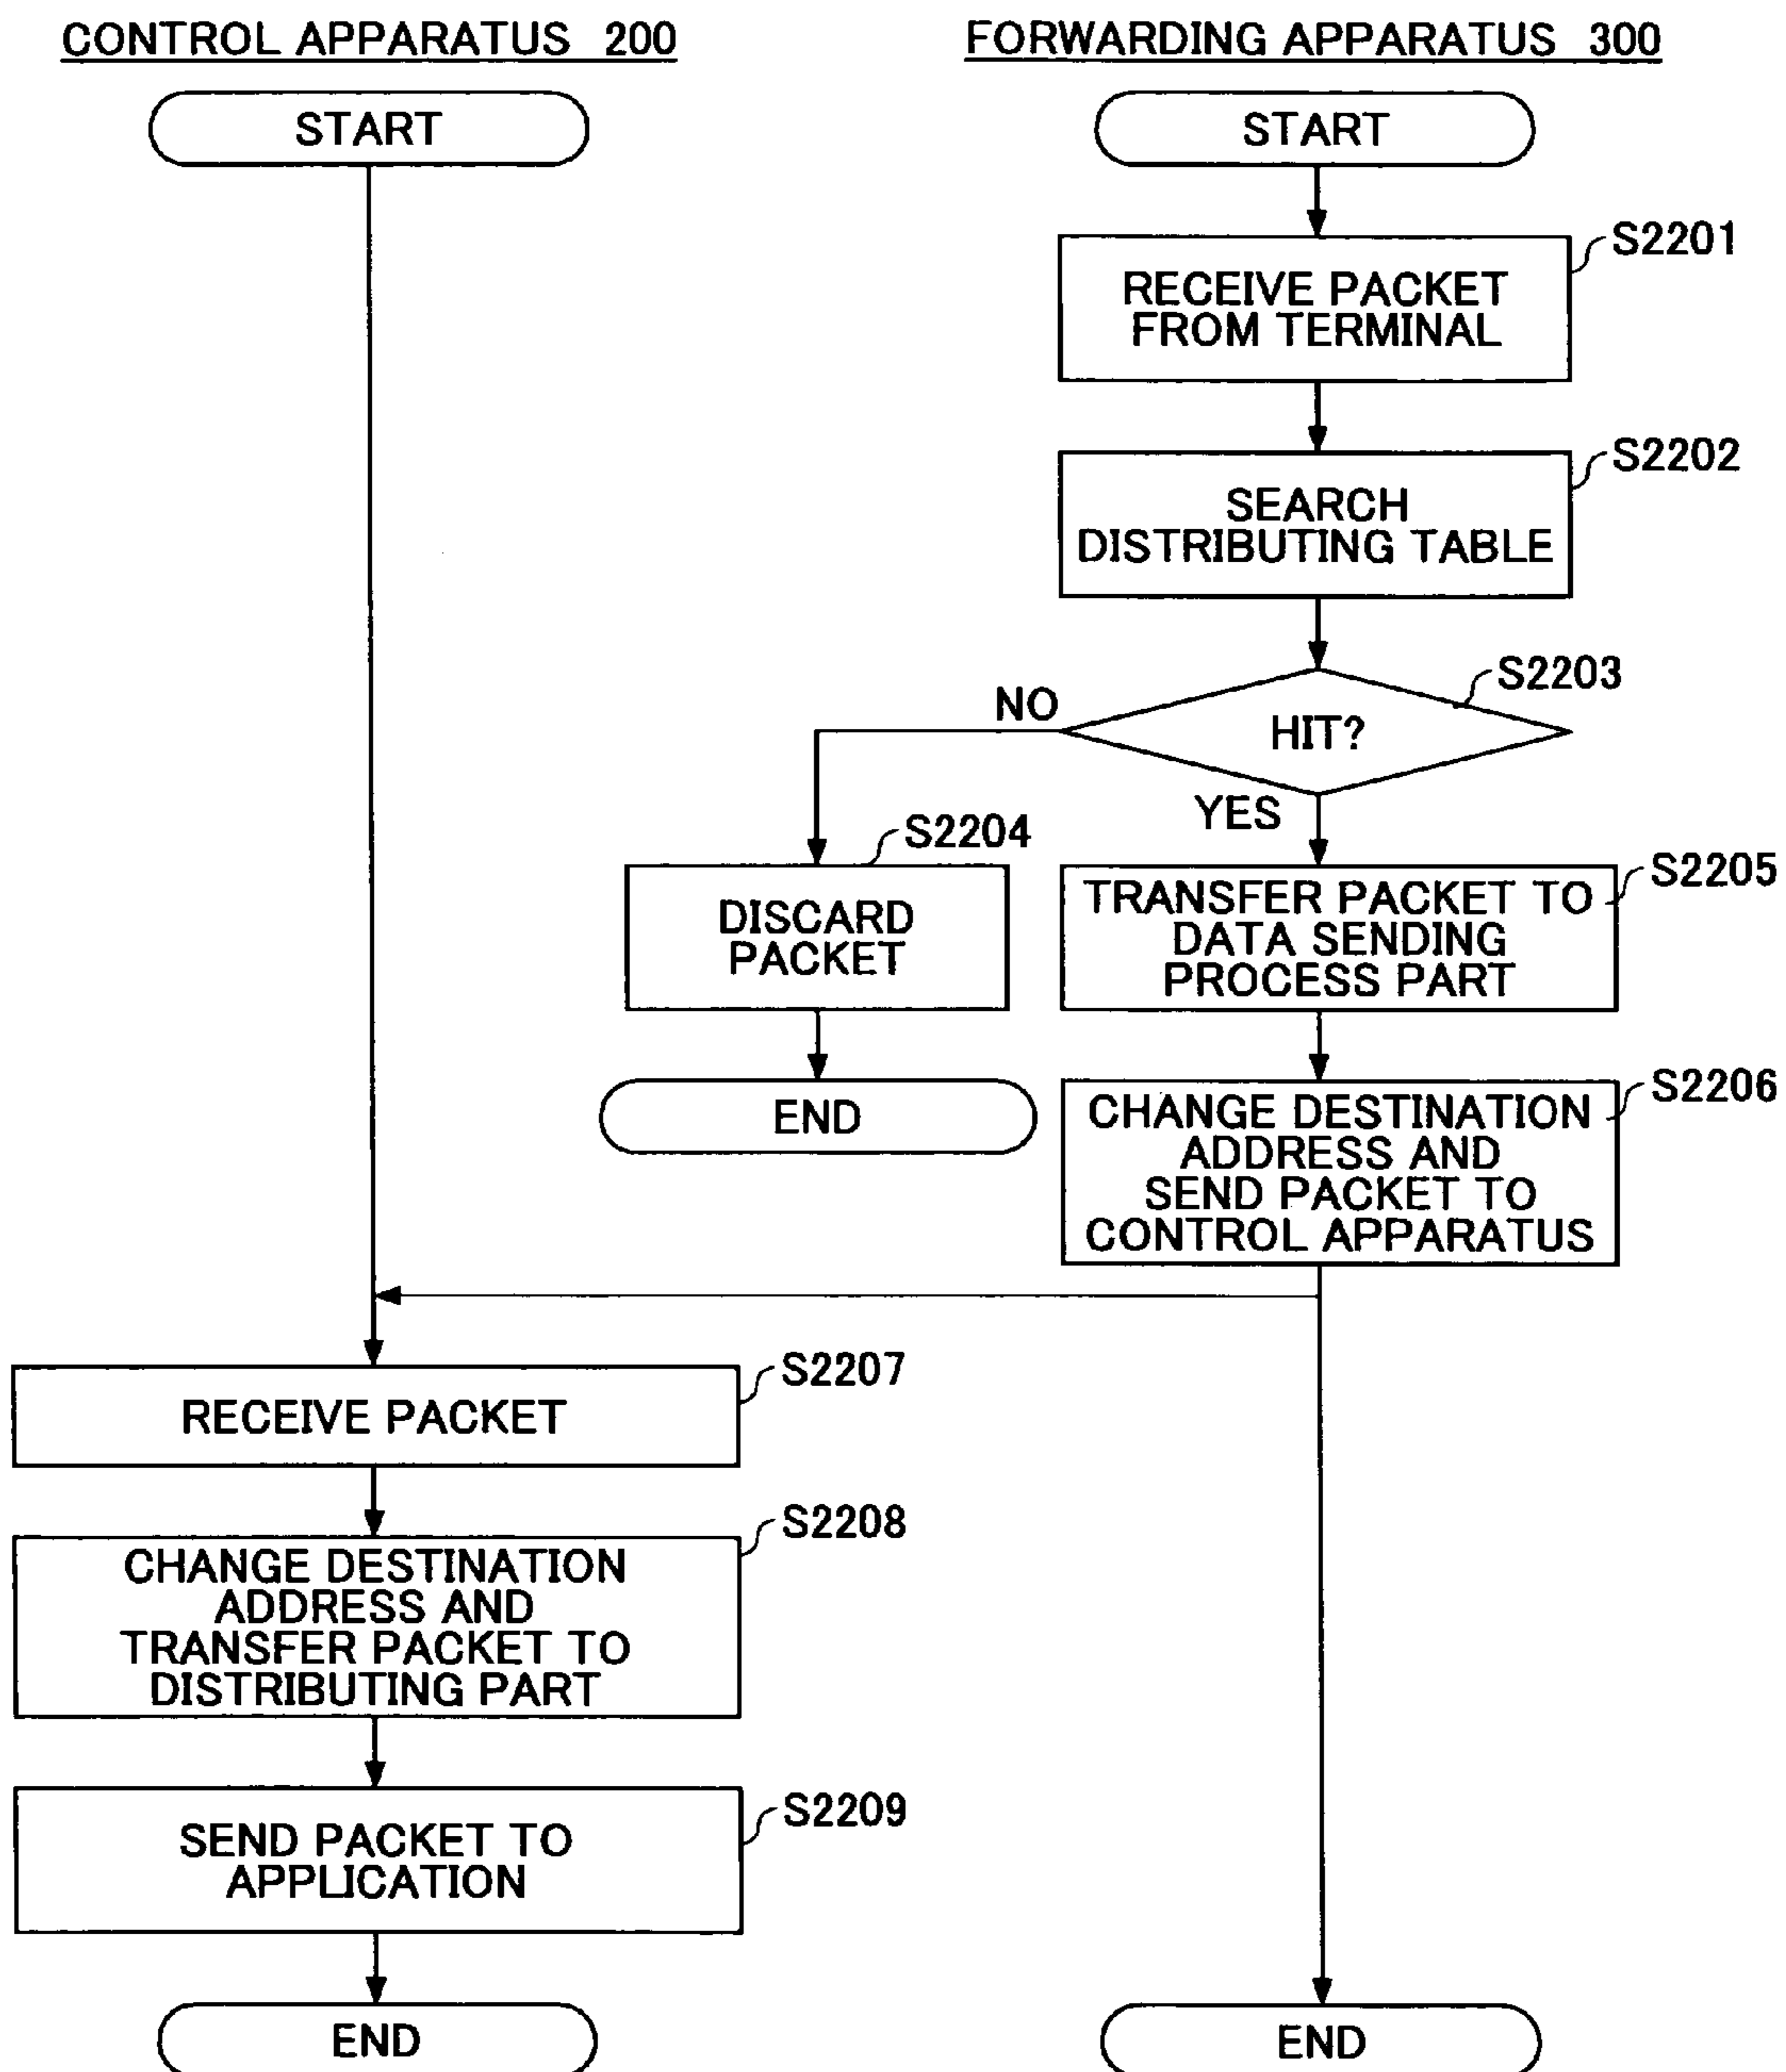 CONTROL APPARATUS 200
FORWARDING APPARATUS 300
START
START
S2201
RECEIVE PACKET
FROM TERMINAL
S2202
SEARCH
DISTRIBUTING TABLE
S2203
HIT?
NO
YES
S2204
DISCARD
PACKET
END
S2205
TRANSFER PACKET TO
DATA SENDING
PROCESS PART
S2206
CHANGE DESTINATION
ADDRESS AND
SEND PACKET TO
CONTROL APPARATUS
S2207
RECEIVE PACKET
S2208
CHANGE DESTINATION
ADDRESS AND
TRANSFER PACKET TO
DISTRIBUTING PART
S2209
SEND PACKET TO
APPLICATION
END
END